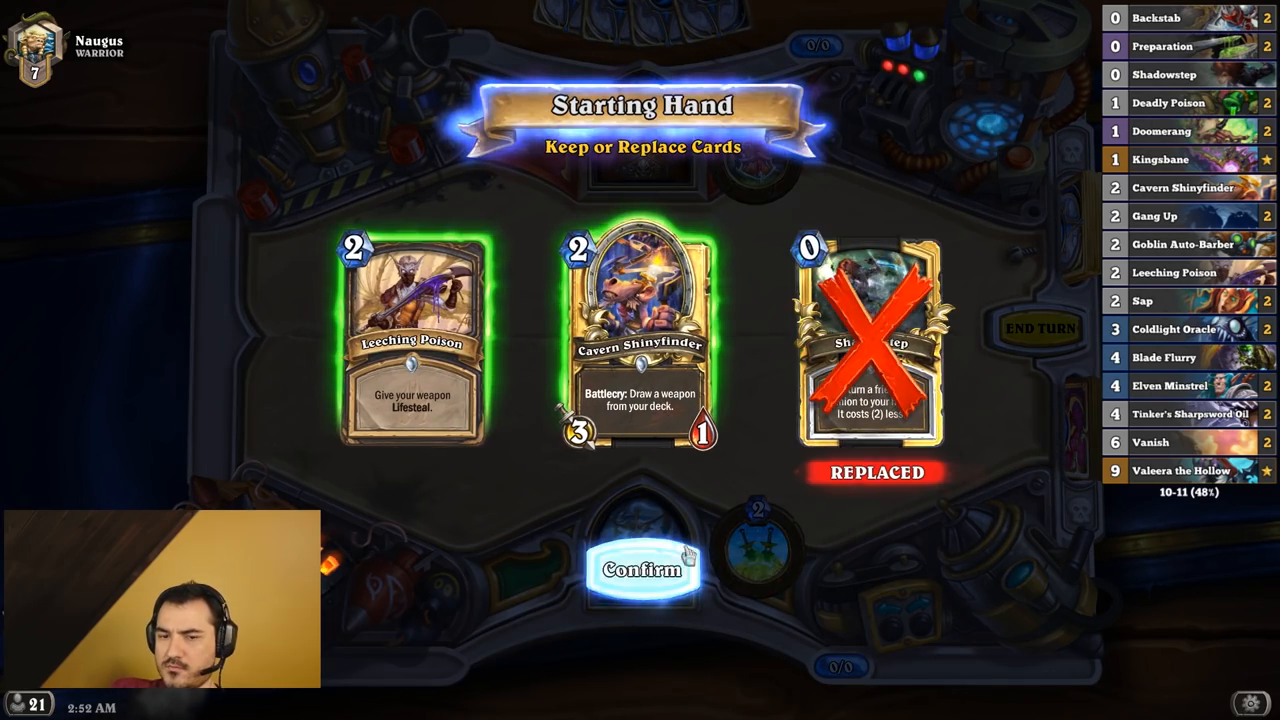 Naugus
WARRIOR
7
0/0
Starting Hand
Keep or Replace Cards
2
Leeching Poison
Give your weapon
Lifesteal.
2
Cavern Shinyfinder
Battlecry: Draw a weapon
from your deck.
3
1
0
It costs (2) less
REPLACED
END TURN
Confirm
2
0/0
21
2:52 AM
0 Backstab 2
0 Preparation 2
0 Shadowstep
1 Deadly Poison 2
1 Doomerang 2
1 Kingsbane
2 Cavern Shinyfinder
2 Gang Up 2
2 Goblin Auto-Barber 2
2 Leeching Poison
2 Sap 2
3 Coldlight Oracle 2
4 Blade Flurry
4 Elven Minstrel 2
4 Tinker's Sharpsword Oil 2
6 Vanish 2
9 Valeera the Hollow
10-11 (48%)